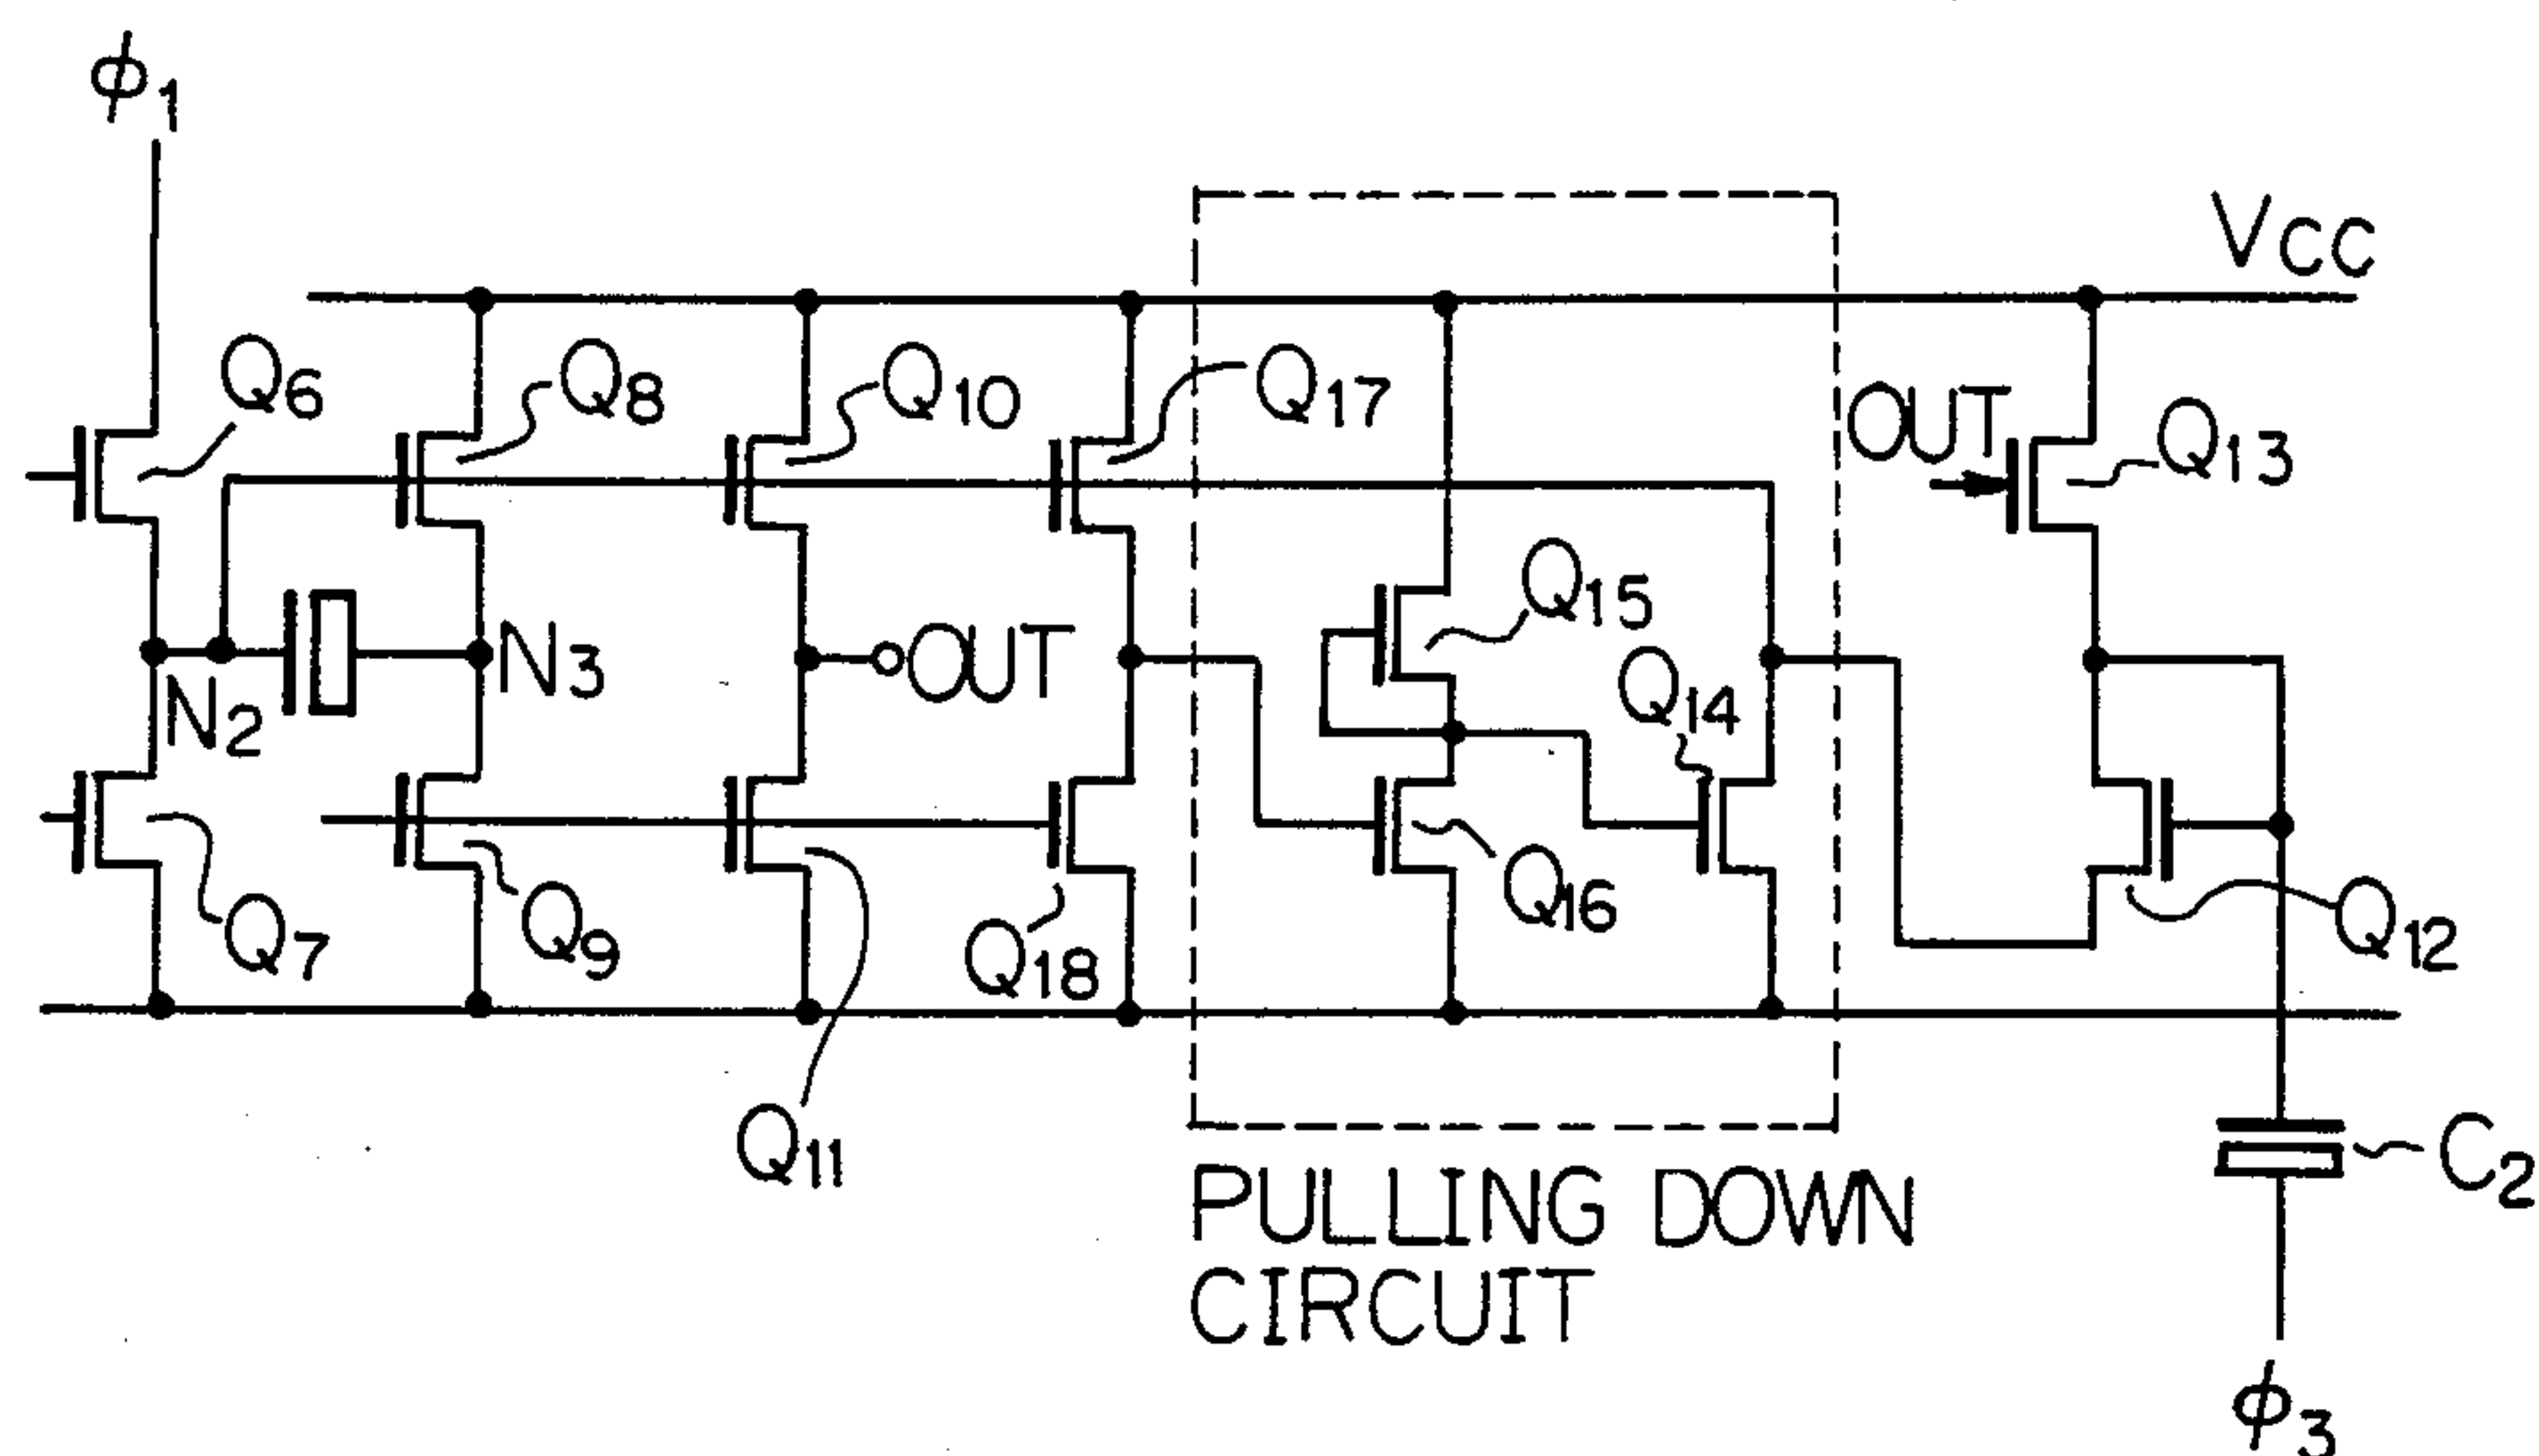 ϕ1
VCC
Q6
Q8
Q10
Q17
OUT
Q13
Q15
N2
N3
OUT
Q14
Q7
Q9
Q18
Q16
Q12
Q11
C2
PULLING DOWN
CIRCUIT
ϕ3